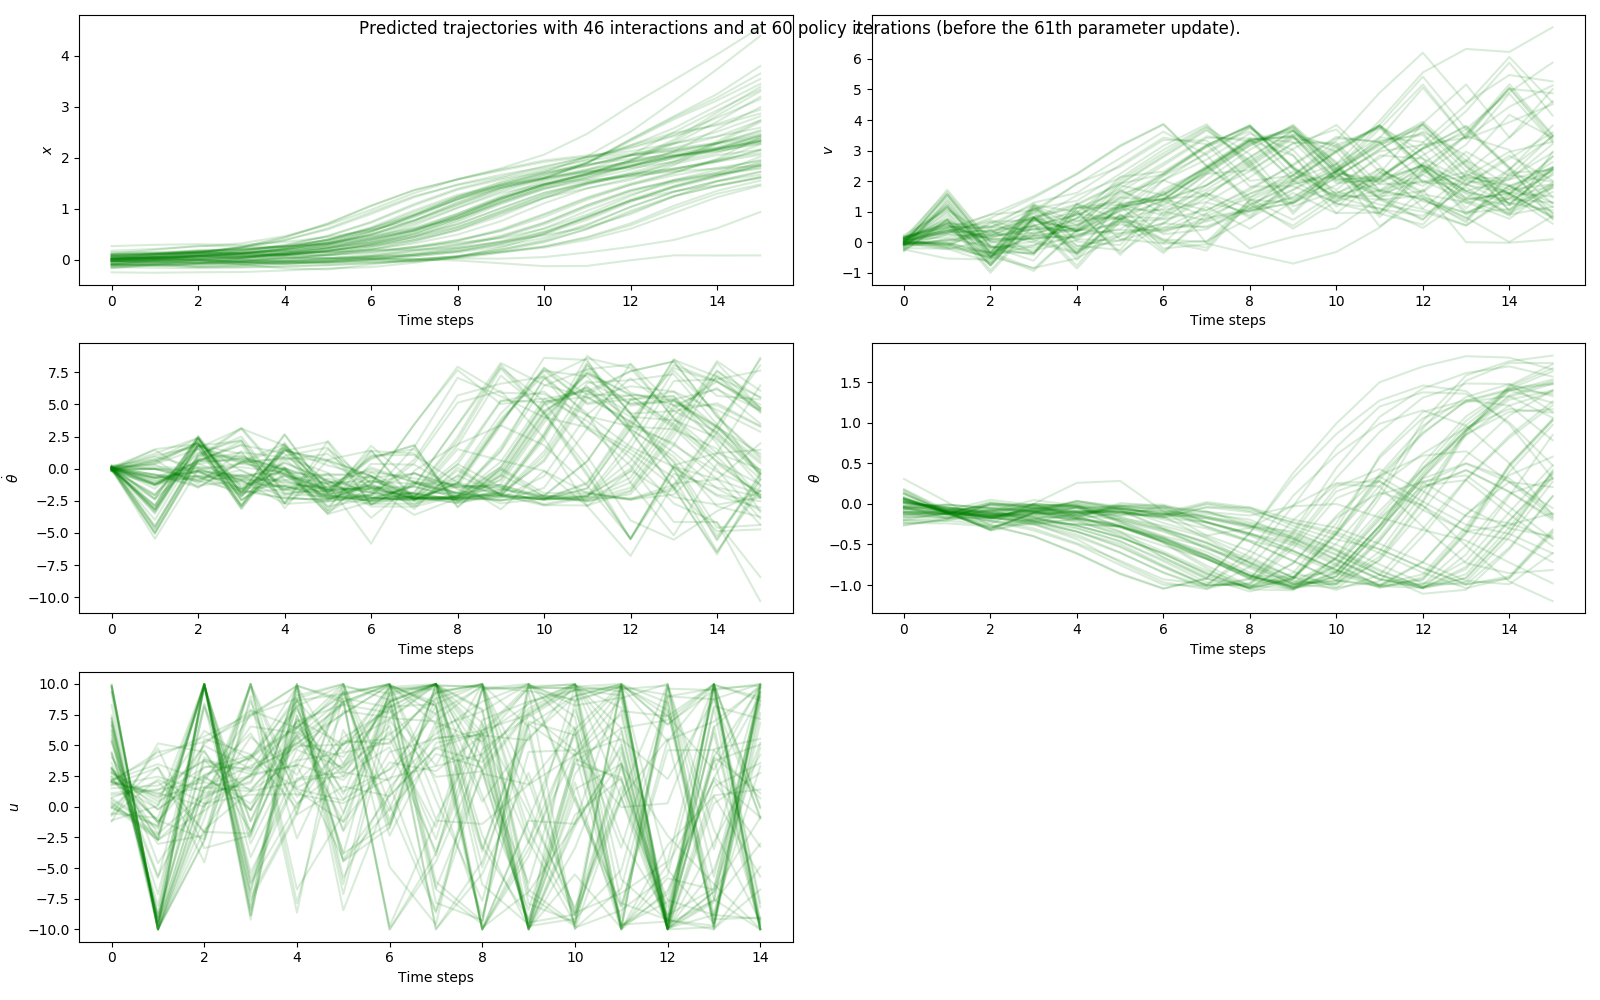 Predicted trajectories with 46 interactions and at 60 policy iterations (before the 61th parameter update).
4
3
2
1
0
x
0 2 4 6 8 10 12 14
Time steps
6
5
4
3
2
1
0
−1
v
0 2 4 6 8 10 12 14
Time steps
7.5
5.0
2.5
0.0
−2.5
−5.0
−7.5
−10.0
θ̇
0 2 4 6 8 10 12 14
Time steps
1.5
1.0
0.5
0.0
−0.5
−1.0
θ
0 2 4 6 8 10 12 14
Time steps
10.0
7.5
5.0
2.5
0.0
−2.5
−5.0
−7.5
−10.0
u
0 2 4 6 8 10 12 14
Time steps